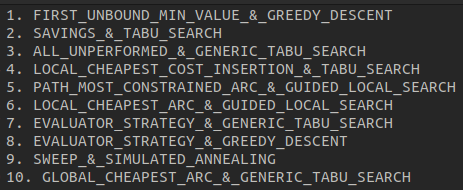 1. FIRST_UNBOUND_MIN_VALUE_&_GREEDY_DESCENT
2. SAVINGS_&_TABU_SEARCH
3. ALL_UNPERFORMED_&_GENERIC_TABU_SEARCH
4. LOCAL_CHEAPEST_COST_INSERTION_&_TABU_SEARCH
5. PATH_MOST_CONSTRAINED_ARC_&_GUIDED_LOCAL_SEARCH
6. LOCAL_CHEAPEST_ARC_&_GUIDED_LOCAL_SEARCH
7. EVALUATOR_STRATEGY_&_GENERIC_TABU_SEARCH
8. EVALUATOR_STRATEGY_&_GREEDY_DESCENT
9. SWEEP_&_SIMULATED_ANNEALING
10. GLOBAL_CHEAPEST_ARC_&_GENERIC_TABU_SEARCH